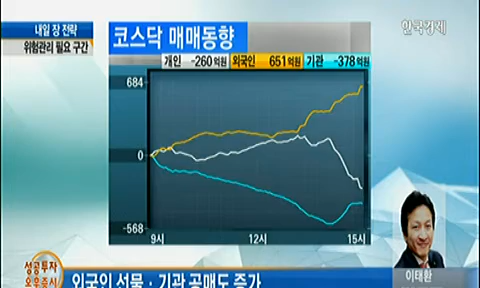 내일 장 전략
위험관리 필요 구간
한국경제
코스닥 매매동향
개인 -260억원 외국인 651억원 기관 -378억원
684
0
-568
9시 12시 15시
이태환
성공투자
오후증시
외국인 선물·기관 공매도 증가